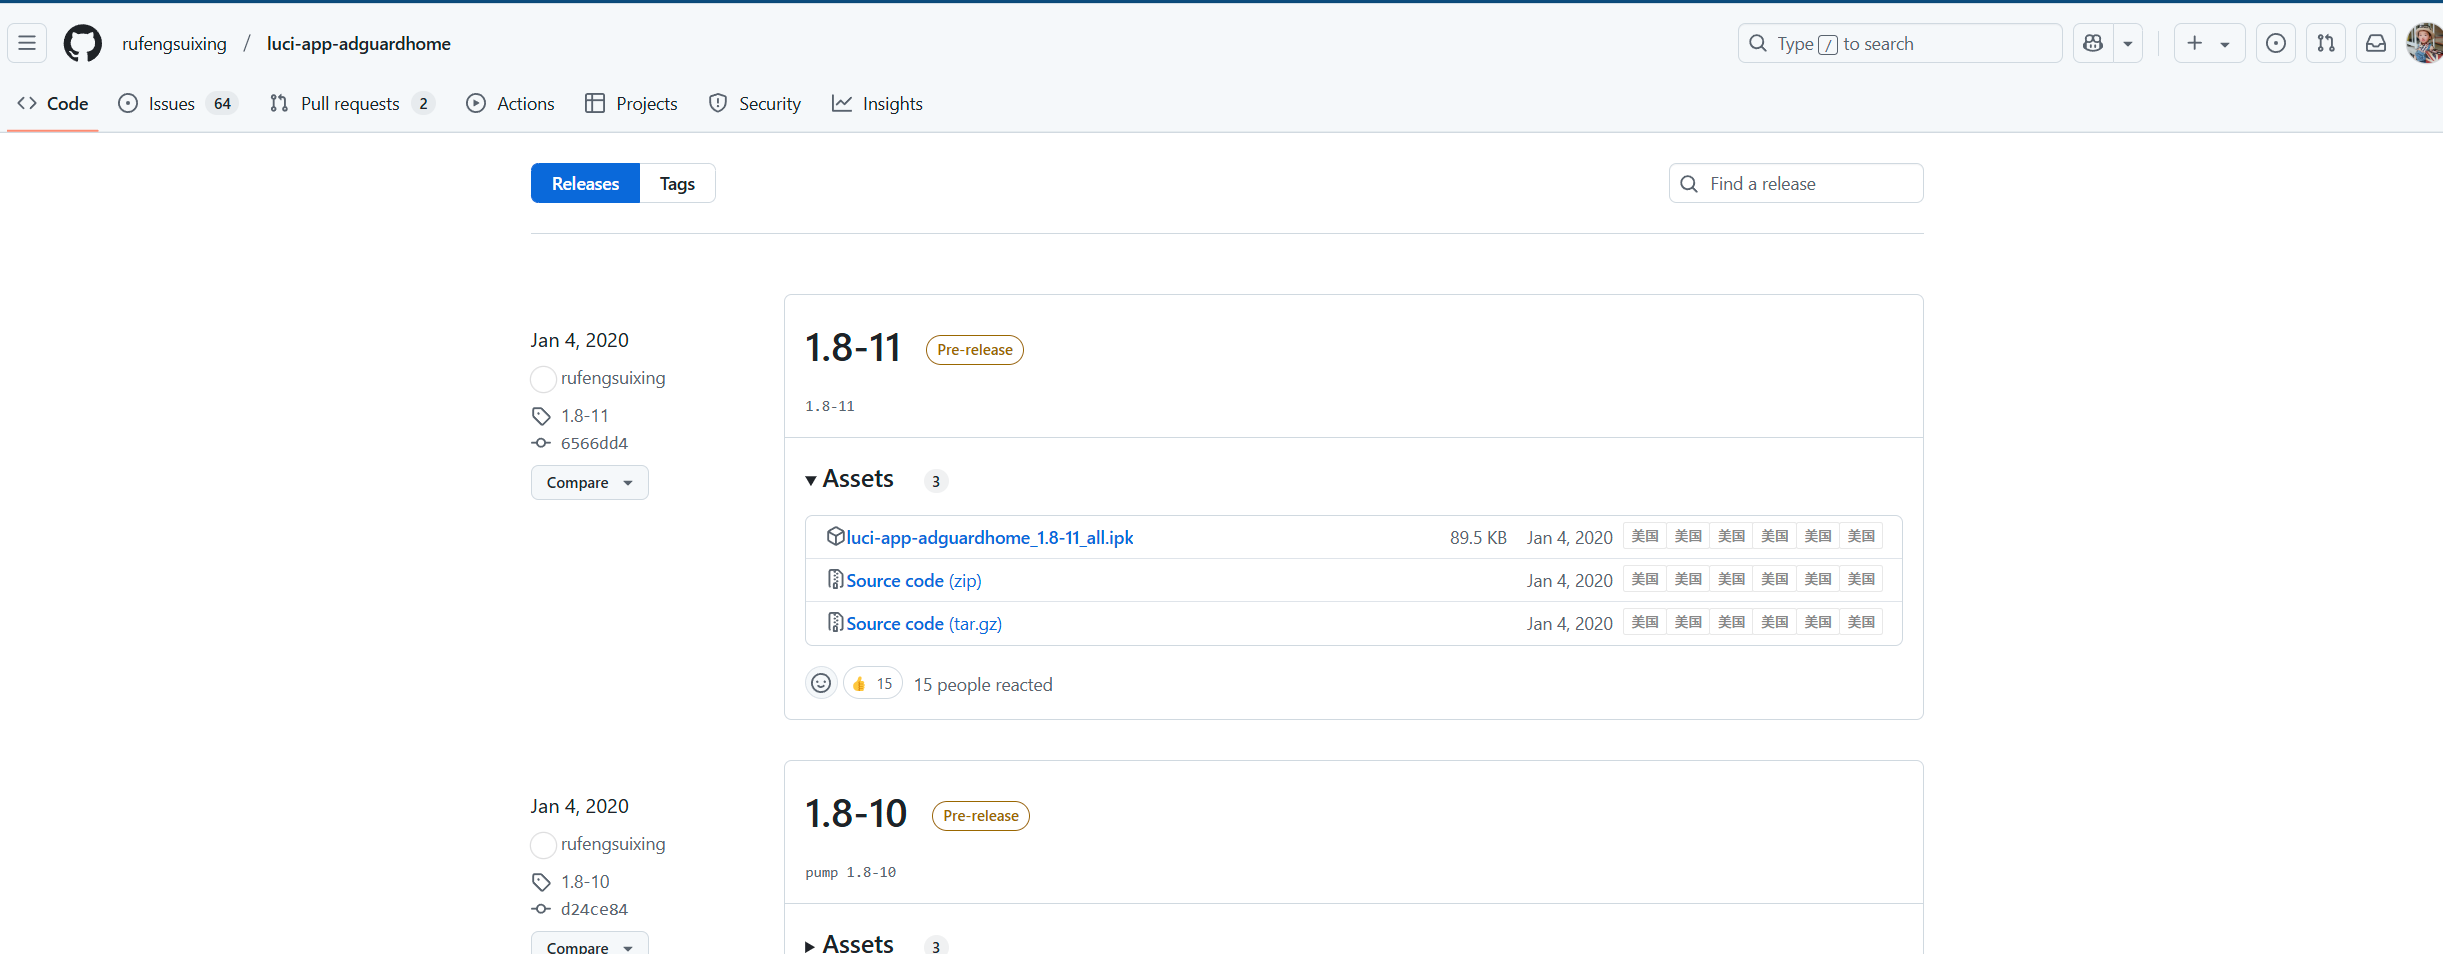 rufengsuixing / luci-app-adguardhome
Type / to search
Code
Issues 64
Pull requests 2
Actions
Projects
Security
Insights
Releases
Tags
Find a release
Jan 4, 2020
rufengsuixing
1.8-11
6566dd4
Compare
1.8-11 Pre-release
1.8-11
Assets 3
luci-app-adguardhome_1.8-11_all.ipk 89.5 KB Jan 4, 2020 美国 美国 美国 美国 美国 美国
Source code (zip) Jan 4, 2020 美国 美国 美国 美国 美国 美国
Source code (tar.gz) Jan 4, 2020 美国 美国 美国 美国 美国 美国
👍 15 15 people reacted
Jan 4, 2020
rufengsuixing
1.8-10
d24ce84
Compare
1.8-10 Pre-release
pump 1.8-10
Assets 3